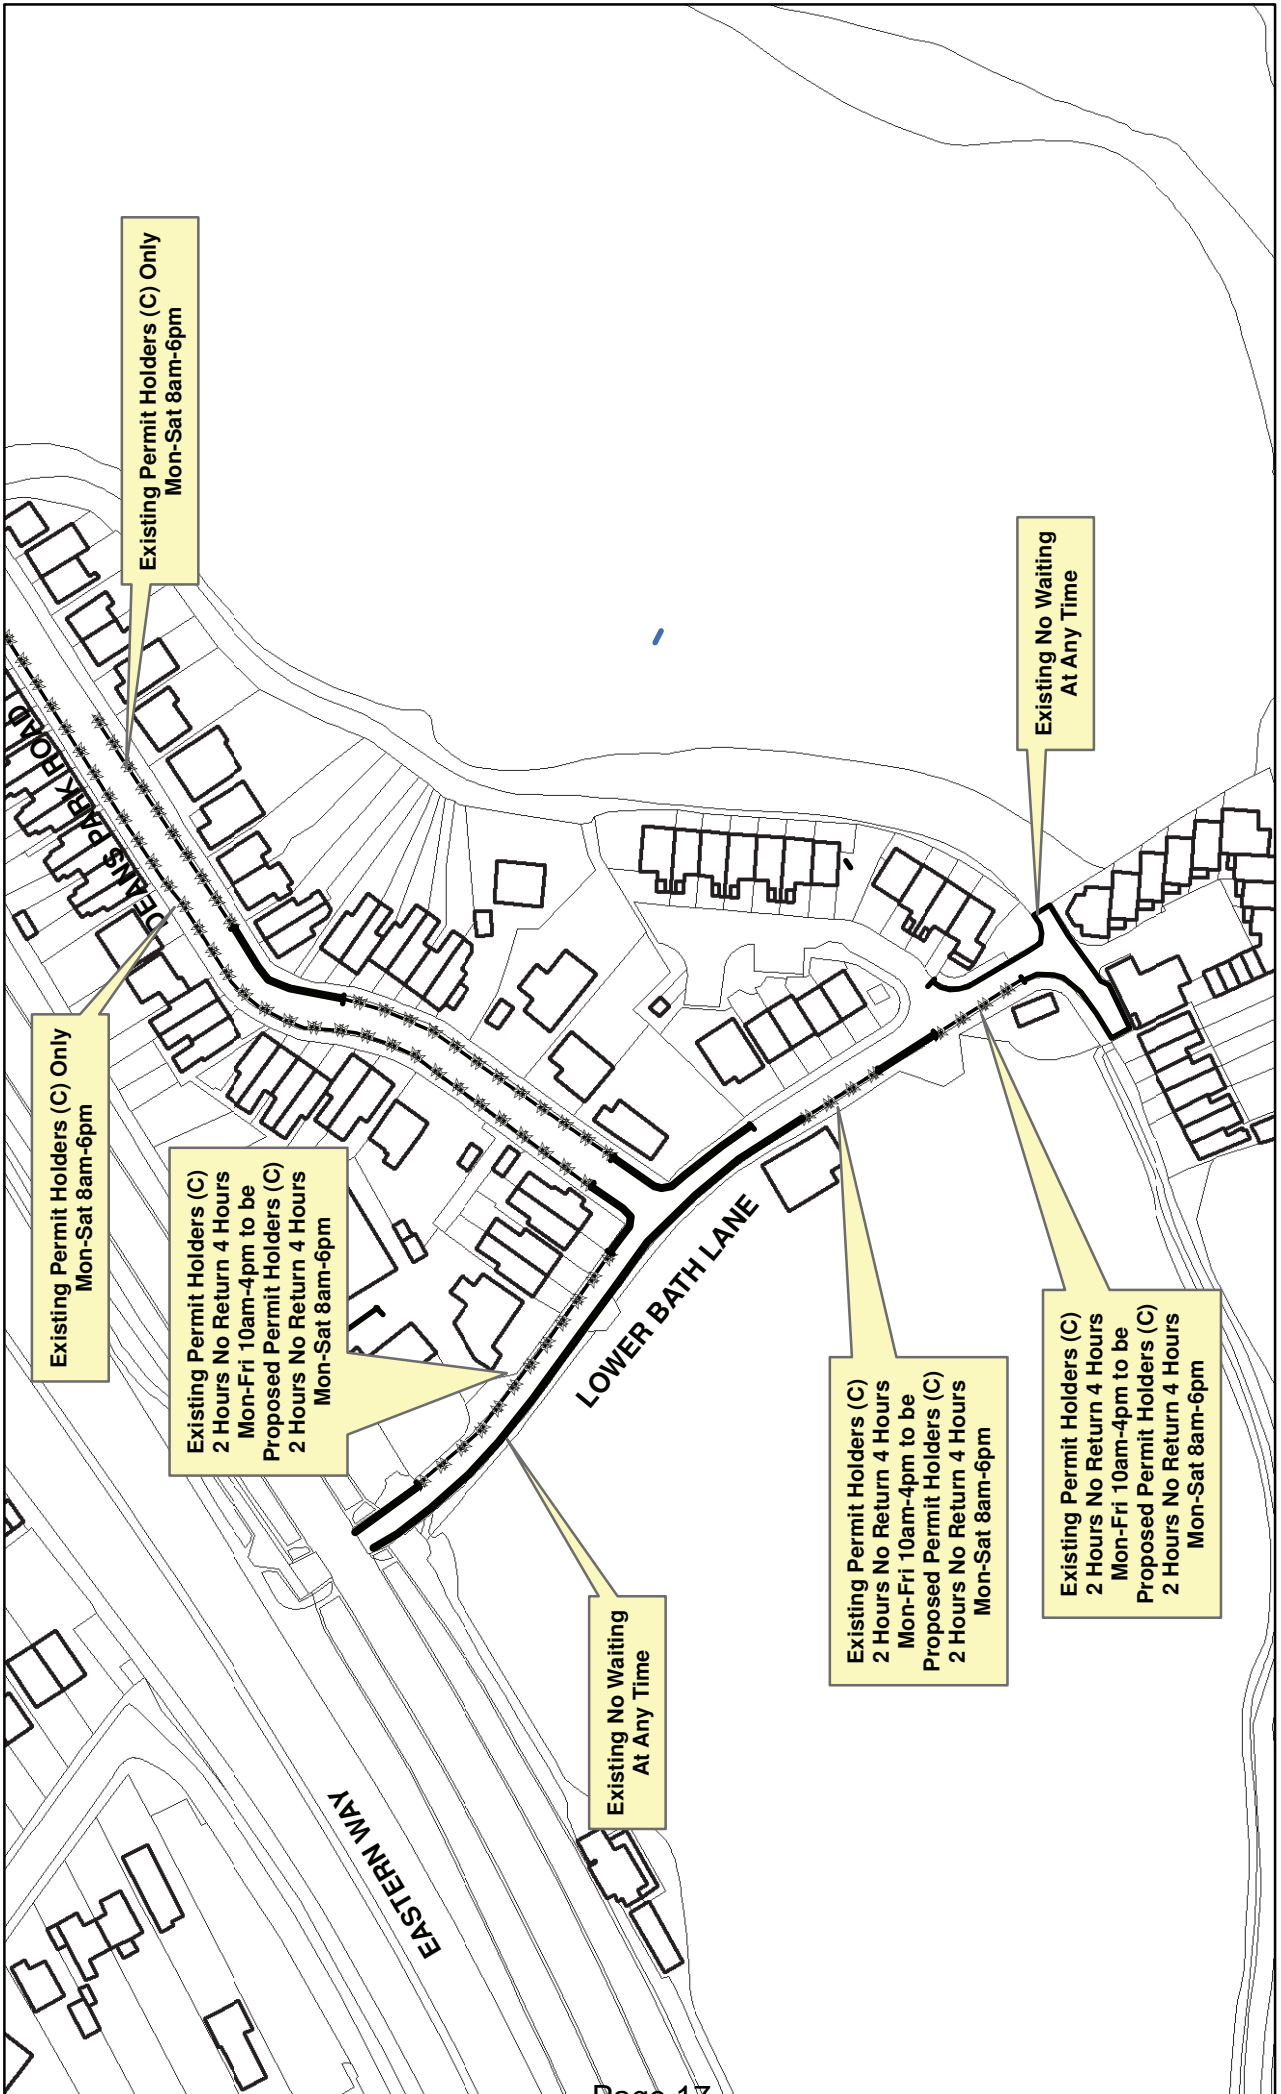 Existing Permit Holders (C) Only
Mon-Sat 8am-6pm
Existing Permit Holders (C) Only
Mon-Sat 8am-6pm
DEANS PARK ROAD
Existing Permit Holders (C)
2 Hours No Return 4 Hours
Mon-Fri 10am-4pm to be
Proposed Permit Holders (C)
2 Hours No Return 4 Hours
Mon-Sat 8am-6pm
EASTERN WAY
Existing No Waiting
At Any Time
LOWER BATH LANE
Existing Permit Holders (C)
2 Hours No Return 4 Hours
Mon-Fri 10am-4pm to be
Proposed Permit Holders (C)
2 Hours No Return 4 Hours
Mon-Sat 8am-6pm
Existing No Waiting
At Any Time
Existing Permit Holders (C)
2 Hours No Return 4 Hours
Mon-Fri 10am-4pm to be
Proposed Permit Holders (C)
2 Hours No Return 4 Hours
Mon-Sat 8am-6pm
Page 17